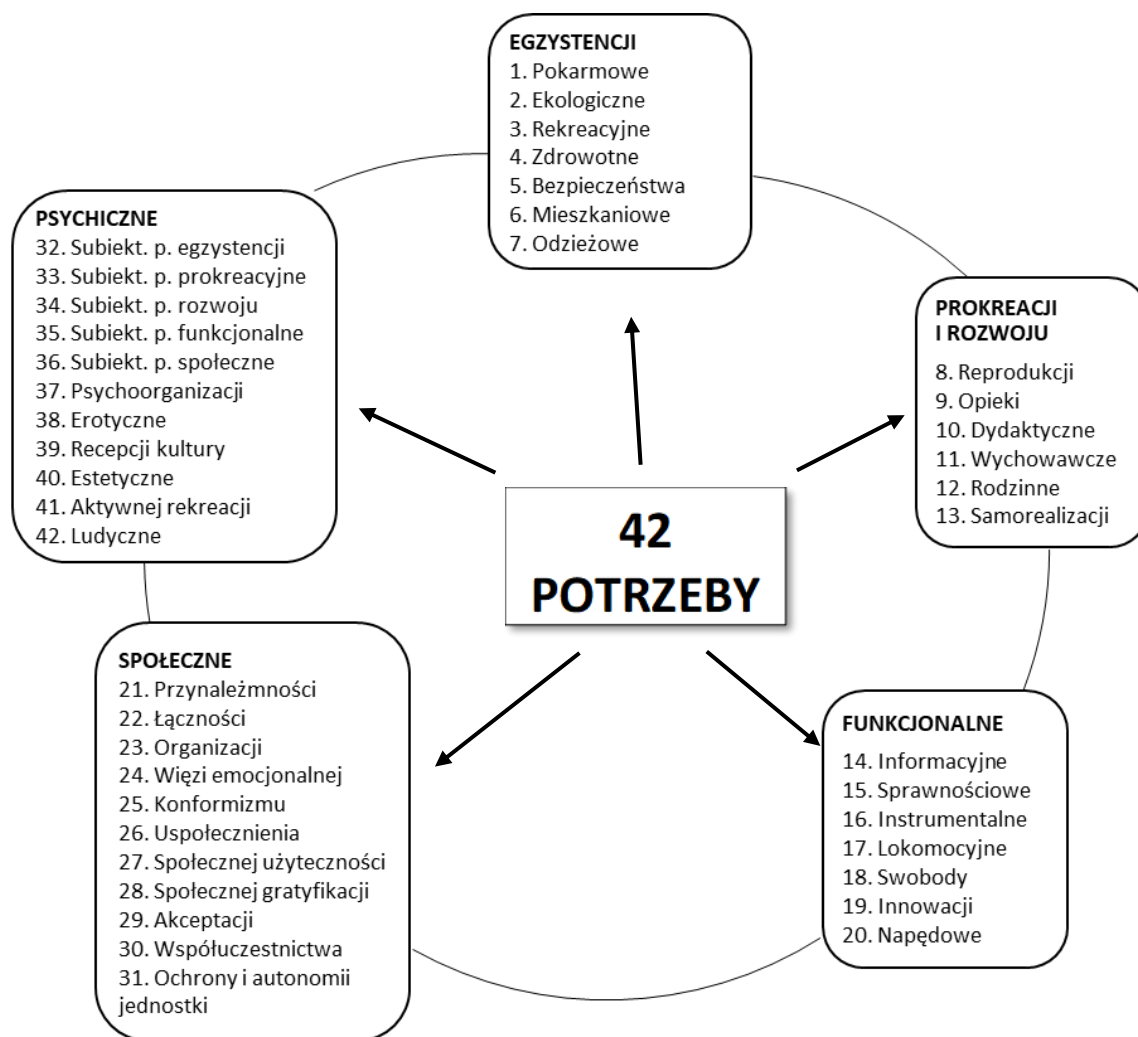 EGZYSTENCJI
1. Pokarmowe
2. Ekologiczne
3. Rekreacyjne
4. Zdrowotne
5. Bezpieczeństwa
6. Mieszkaniowe
7. Odzieżowe
PROKREACJI
I ROZWOJU
8. Reprodukcji
9. Opieki
10. Dydaktyczne
11. Wychowawcze
12. Rodzinne
13. Samorealizacji
FUNKCJONALNE
14. Informacyjne
15. Sprawnościowe
16. Instrumentalne
17. Lokomocyjne
18. Swobody
19. Innowacji
20. Napędowe
SPOŁECZNE
21. Przynależmności
22. Łączności
23. Organizacji
24. Więzi emocjonalnej
25. Konformizmu
26. Uspołecznienia
27. Społecznej użyteczności
28. Społecznej gratyfikacji
29. Akceptacji
30. Współuczestnictwa
31. Ochrony i autonomii
jednostki
PSYCHICZNE
32. Subiekt. p. egzystencji
33. Subiekt. p. prokreacyjne
34. Subiekt. p. rozwoju
35. Subiekt. p. funkcjonalne
36. Subiekt. p. społeczne
37. Psychoorganizacji
38. Erotyczne
39. Recepcji kultury
40. Estetyczne
41. Aktywnej rekreacji
42. Ludyczne
42
POTRZEBY